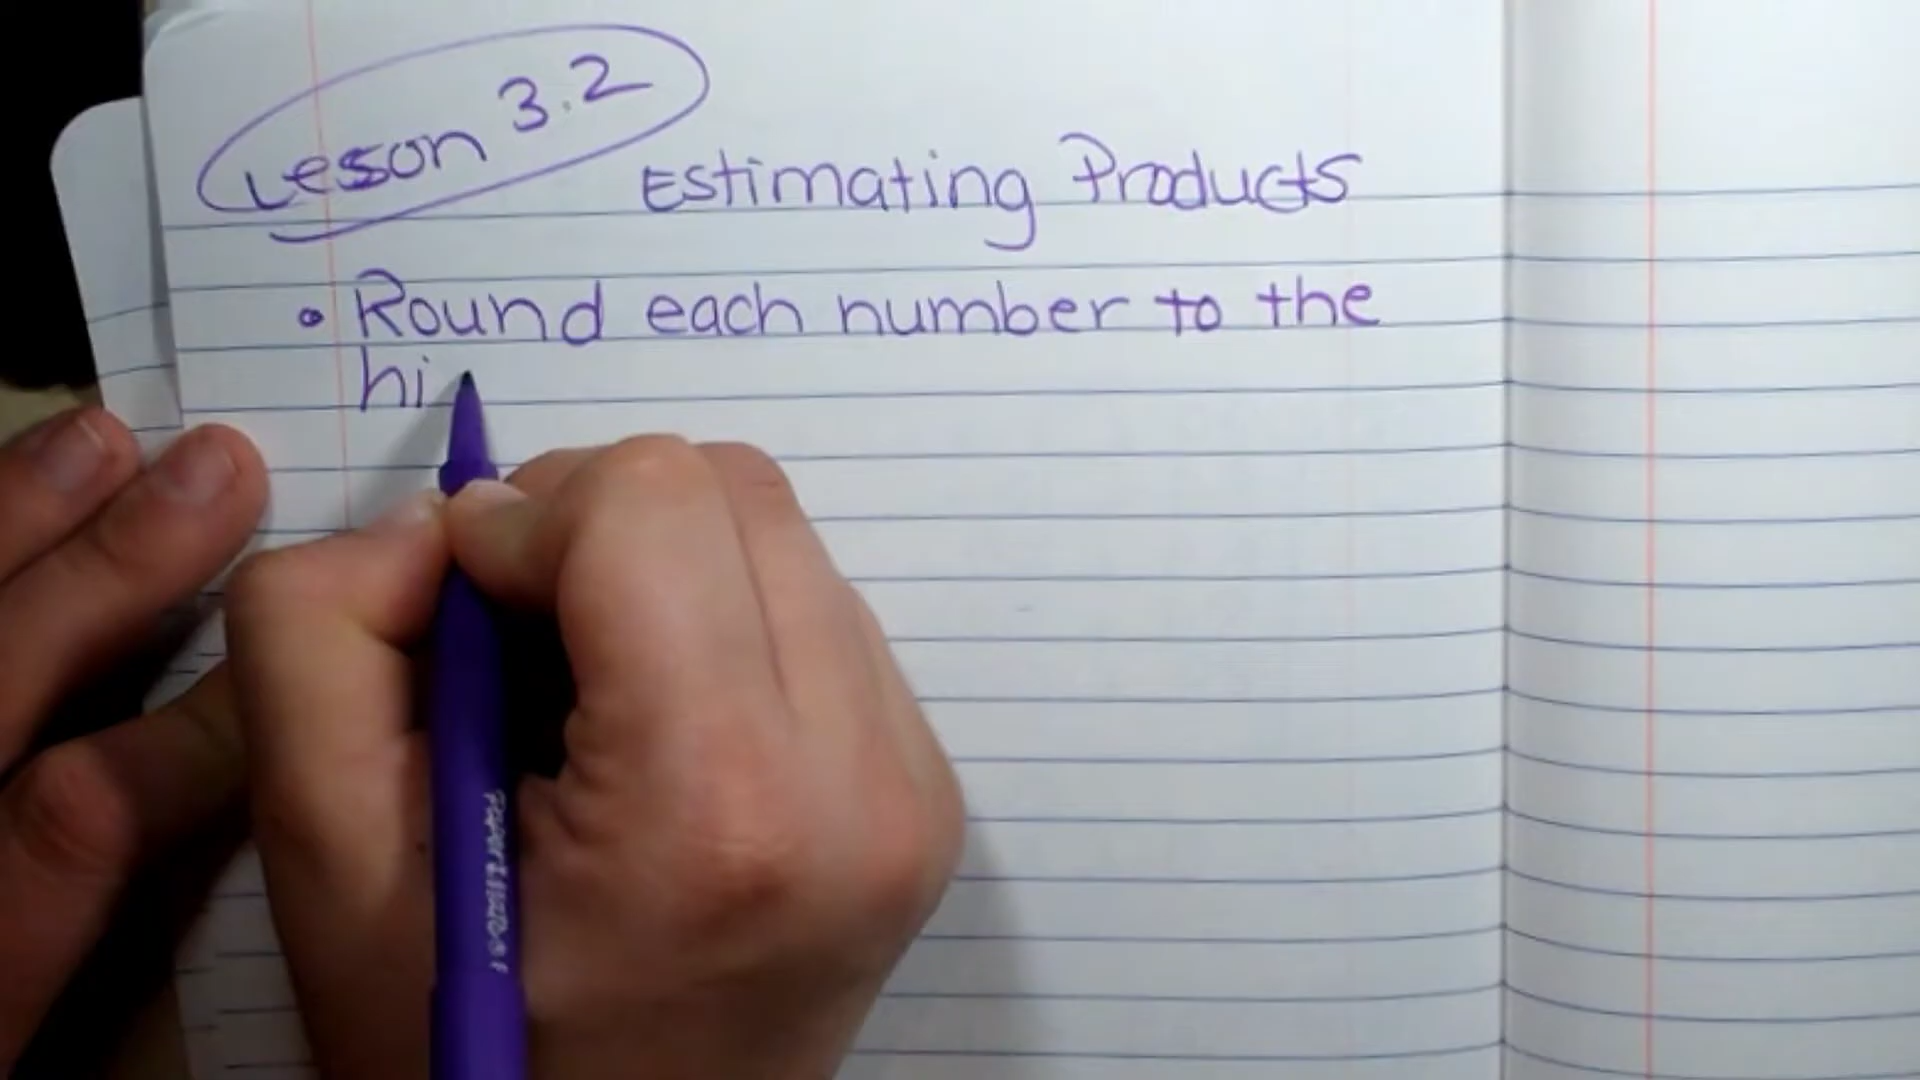 Lesson 3.2
Estimating Products
• Round each number to the
hi